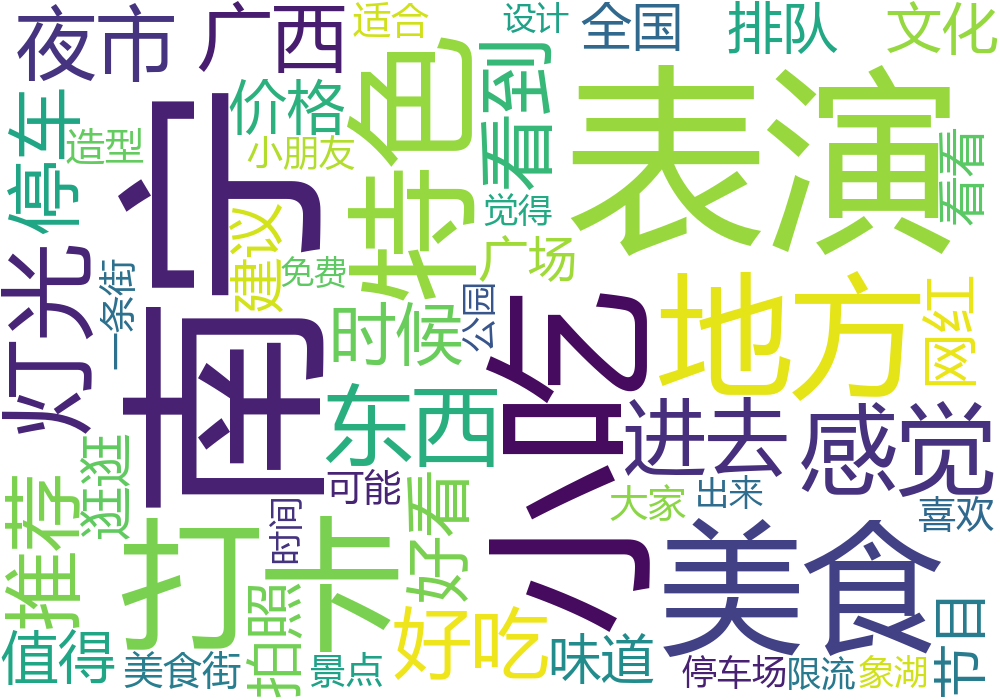 夜市
广西
适合
设计
全国
排队
文化
停车
造型
价格
小朋友
特色
看到
表演
看看
南宁
建议
觉得
广场
免费
灯光
一条街
时候
公园
小吃
地方
网红
东西
进去
感觉
推荐
逛逛
可能
好看
大家
出来
喜欢
时间
打卡
美食
拍照
好吃
味道
节目
值得
美食街
景点
停车场
限流
象湖